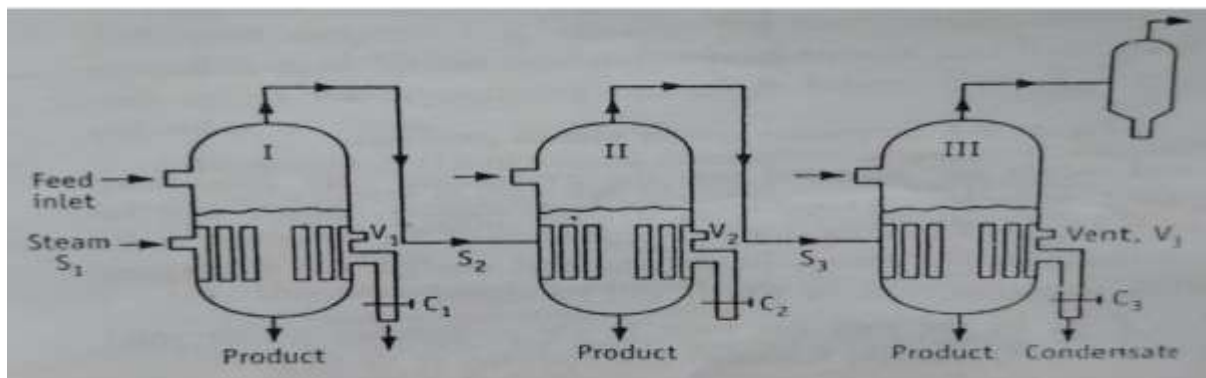 I
II
III
Feed
inlet
Steam
S₁
V₁
S₂
V₂
S₃
Vent, V₃
C₁
C₂
C₃
Product
Product
Product
Condensate